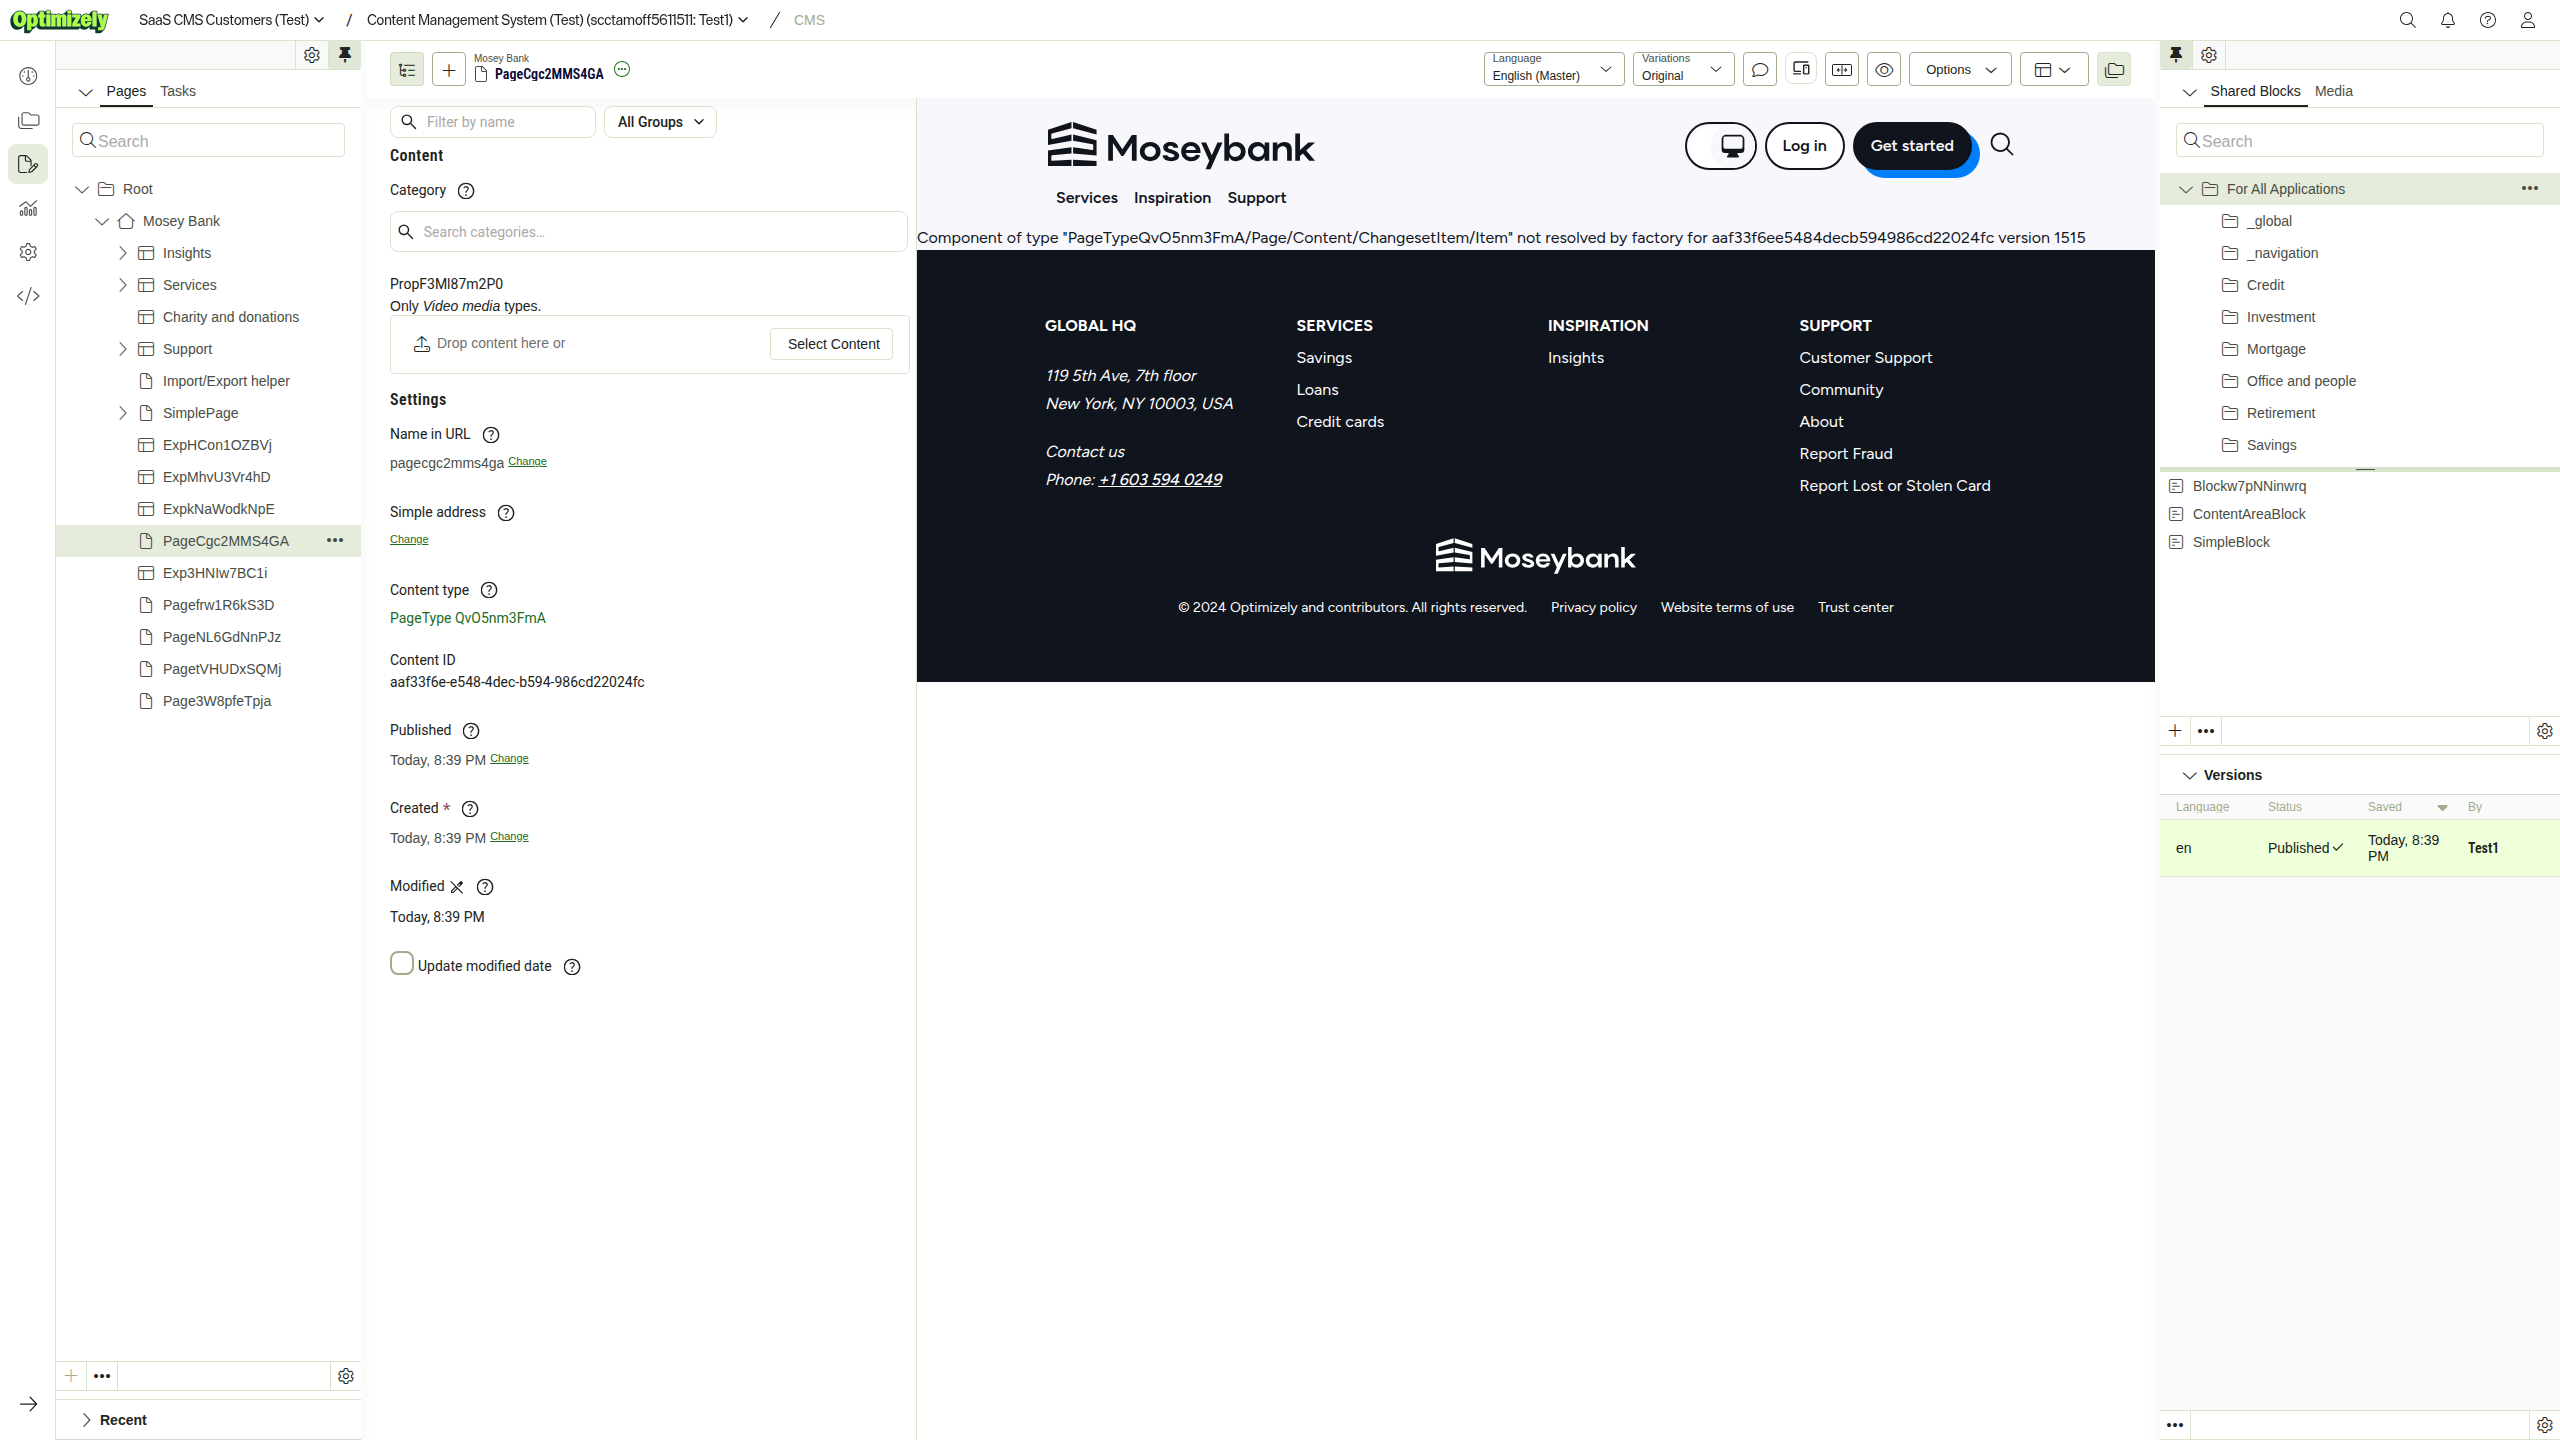 Optimizely
SaaS CMS Customers (Test) / Content Management System (Test) (scctamoff5611511: Test1) / CMS
Pages Tasks
Search
Root
Mosey Bank
Insights
Services
Charity and donations
Support
Import/Export helper
SimplePage
ExpHCon1OZBVj
ExpMhvU3Vr4hD
ExpkNaWodkNpE
PageCgc2MMS4GA
Exp3HNIw7BC1i
Pagefrw1R6kS3D
PageNL6GdNnPJz
PagetVHUDxSQMj
Page3W8pfeTpja
Recent
Mosey Bank
PageCgc2MMS4GA
Language
English (Master)
Variations
Original
Options
Filter by name
All Groups
Content
Category
Search categories...
PropF3MI87m2P0
Only Video media types.
Drop content here or
Select Content
Settings
Name in URL
pagecgc2mms4ga Change
Simple address
Change
Content type
PageType QvO5nm3FmA
Content ID
aaf33f6e-e548-4dec-b594-986cd22024fc
Published
Today, 8:39 PM Change
Created *
Today, 8:39 PM Change
Modified
Today, 8:39 PM
Update modified date
Moseybank
Log in
Get started
Services Inspiration Support
Component of type "PageTypeQvO5nm3FmA/Page/Content/ChangesetItem/Item" not resolved by factory for aaf33f6ee5484decb594986cd22024fc version 1515
GLOBAL HQ
119 5th Ave, 7th floor
New York, NY 10003, USA
Contact us
Phone: +1 603 594 0249
SERVICES
Savings
Loans
Credit cards
INSPIRATION
Insights
SUPPORT
Customer Support
Community
About
Report Fraud
Report Lost or Stolen Card
Moseybank
© 2024 Optimizely and contributors. All rights reserved. Privacy policy Website terms of use Trust center
Shared Blocks Media
Search
For All Applications
_global
_navigation
Credit
Investment
Mortgage
Office and people
Retirement
Savings
Blockw7pNNinwrq
ContentAreaBlock
SimpleBlock
Versions
Language Status Saved By
en Published Today, 8:39 PM Test1